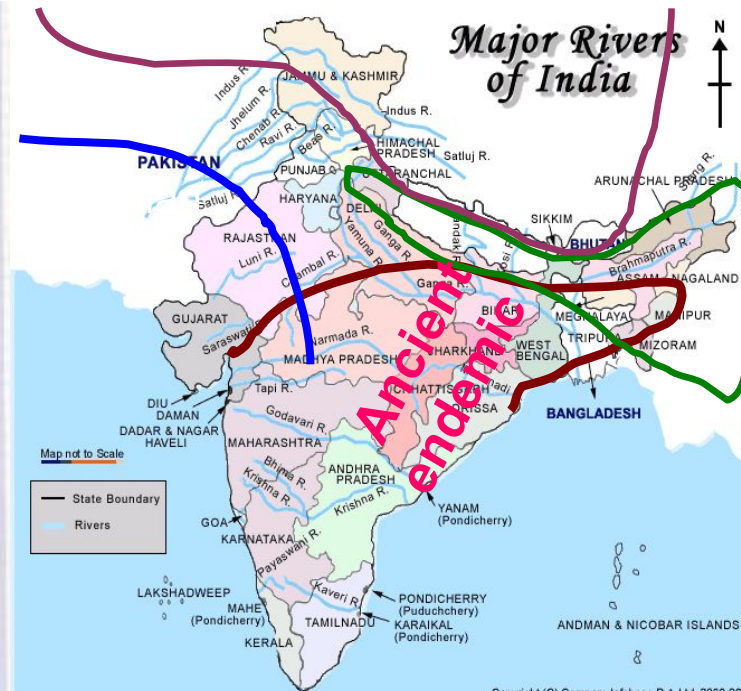 Major Rivers
of India
N
JAMMU & KASHMIR
Indus R.
Jhelum R.
Chenab R.
Ravi R.
Beas R.
Indus R.
HIMACHAL
PRADESH
Satluj R.
PAKISTAN
PUNJAB
UTTARANCHAL
Satluj R.
HARYANA
DELHI
ARUNACHAL PRADESH
SIKKIM
BHUTAN
RAJASTHAN
Yamuna R.
Ganga R.
Brahmaputra R.
Luni R.
Chambal R.
Ganga R.
ASSAM
NAGALAND
GUJARAT
BIHAR
MEGHALAYA
MANIPUR
Saraswati R.
Narmada R.
TRIPURA
MIZORAM
MADHYA PRADESH
JHARKHAND
WEST
BENGAL
Ancient
endemic
Tapi R.
CHHATTISGARH
ORISSA
BANGLADESH
DIU
DAMAN
DADAR & NAGAR
HAVELI
Godavari R.
MAHARASHTRA
Map not to Scale
State Boundary
Rivers
Bhima R.
Krishna R.
ANDHRA
PRADESH
Krishna R.
YANAM
(Pondicherry)
GOA
KARNATAKA
Payaswani R.
LAKSHADWEEP
MAHE
(Pondicherry)
Kaveri R.
PONDICHERRY
(Puduchchery)
KARAIKAL
(Pondicherry)
TAMILNADU
KERALA
ANDMAN & NICOBAR ISLANDS